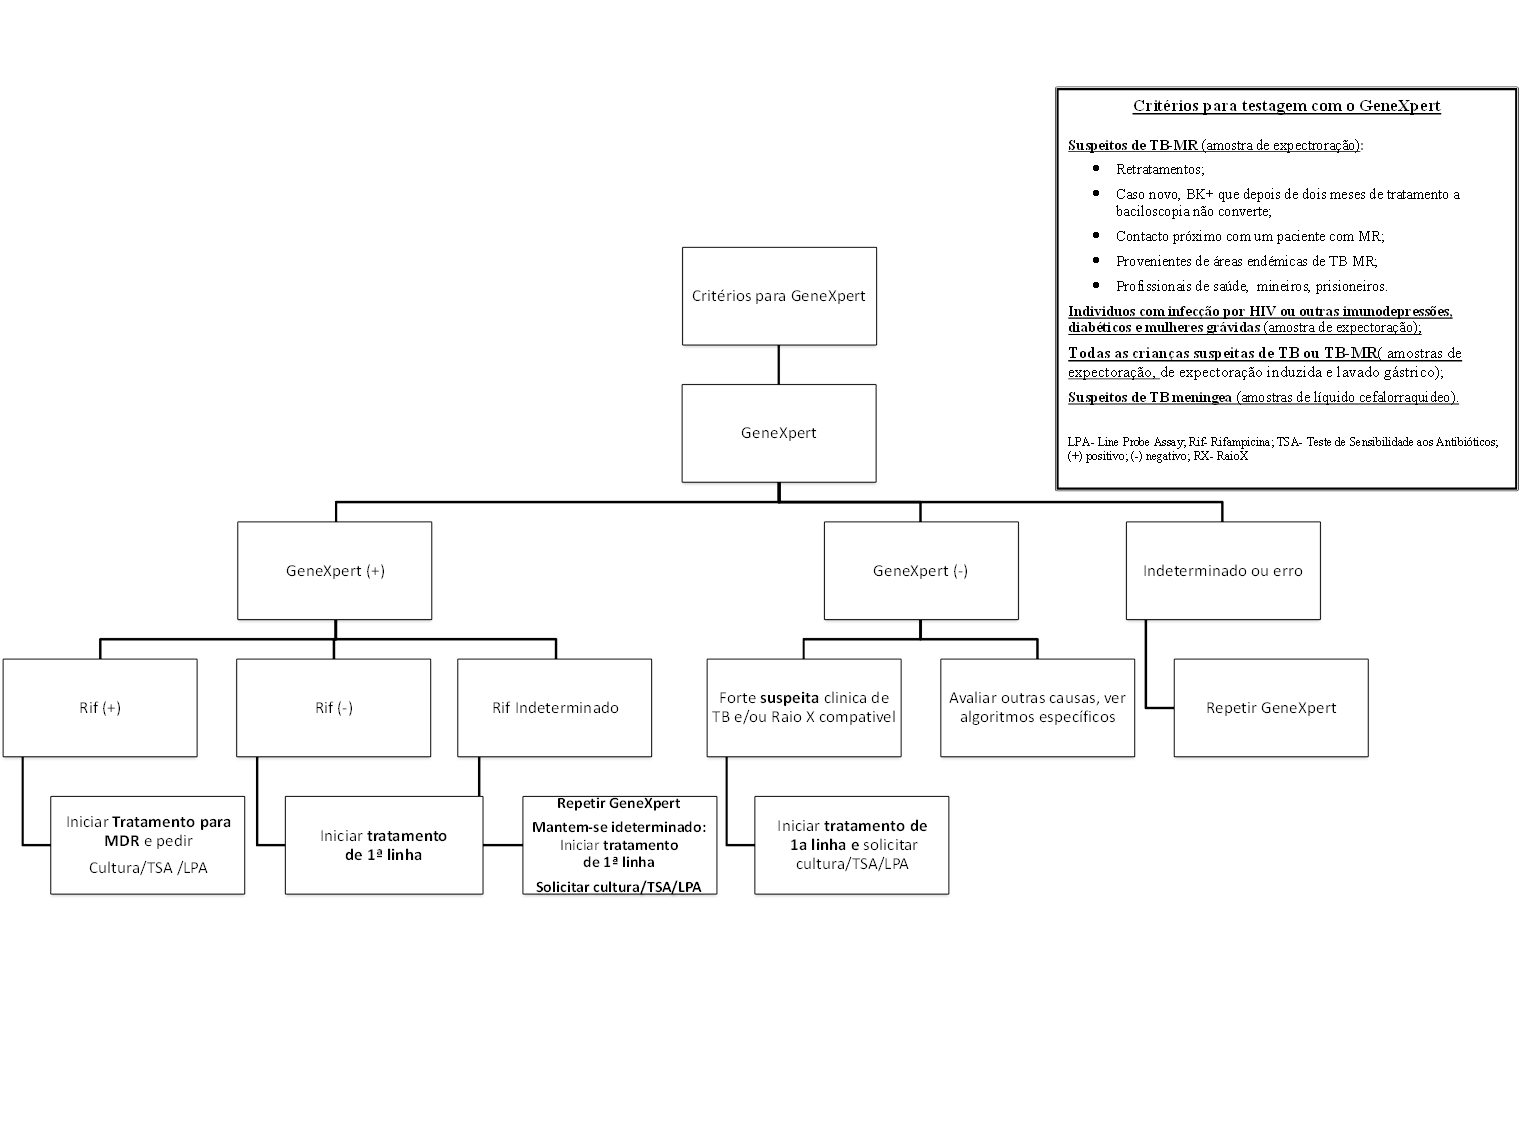 Critérios para testagem com o GeneXpert
Suspeitos de TB-MR (amostra de expectroração):
• Retratamentos;
• Caso novo, BK+ que depois de dois meses de tratamento a
baciloscopia não converte;
• Contacto próximo com um paciente com MR;
• Provenientes de áreas endémicas de TB MR;
• Profissionais de saúde, mineiros, prisioneiros.
Individuos com infecção por HIV ou outras imunodepressões,
diabéticos e mulheres grávidas (amostra de expectoração);
Todas as crianças suspeitas de TB ou TB-MR( amostras de
expectoração, de expectoração induzida e lavado gástrico);
Suspeitos de TB meningea (amostras de líquido cefalorraquideo).
LPA- Line Probe Assay; Rif- Rifampicina; TSA- Teste de Sensibilidade aos Antibióticos;
(+) positivo; (-) negativo; RX- RaioX
Critérios para GeneXpert
GeneXpert
GeneXpert (+)
GeneXpert (-)
Indeterminado ou erro
Rif (+)
Rif (-)
Rif Indeterminado
Forte suspeita clinica de
TB e/ou Raio X compativel
Avaliar outras causas, ver
algoritmos específicos
Repetir GeneXpert
Iniciar Tratamento para
MDR e pedir
Cultura/TSA /LPA
Iniciar tratamento
de 1ª linha
Repetir GeneXpert
Mantem-se ideterminado:
Iniciar tratamento
de 1ª linha
Solicitar cultura/TSA/LPA
Iniciar tratamento de
1a linha e solicitar
cultura/TSA/LPA